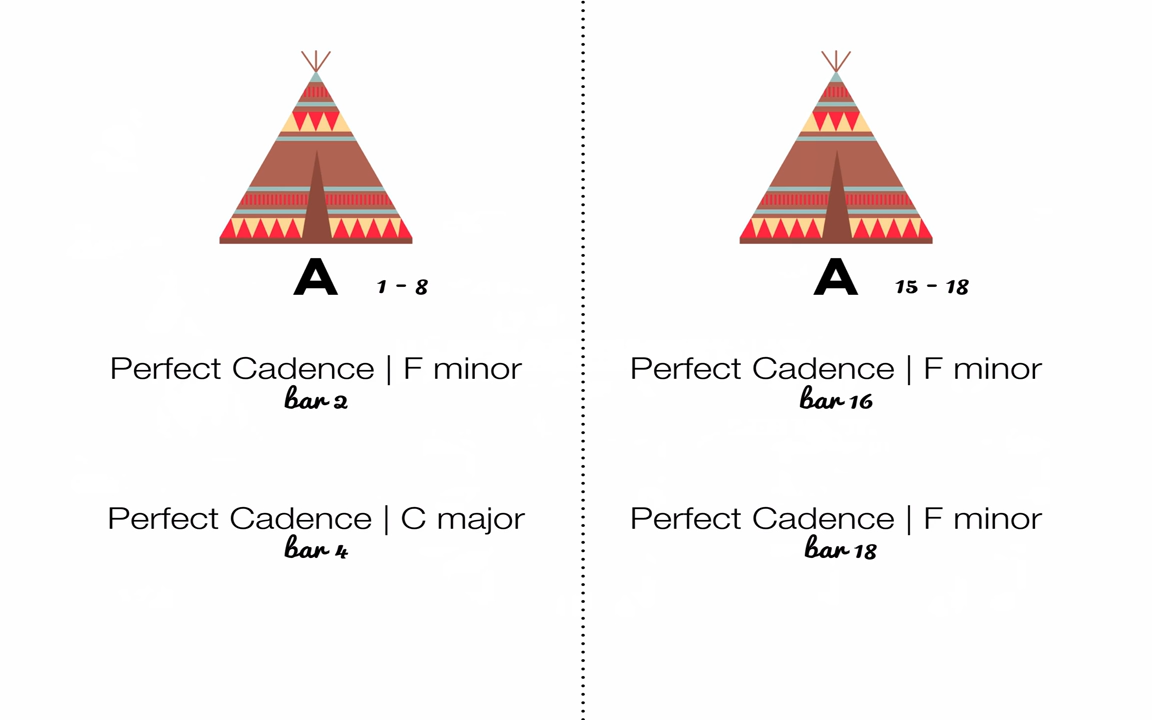 A 1 - 8
Perfect Cadence | F minor
bar 2
Perfect Cadence | C major
bar 4
A 15 - 18
Perfect Cadence | F minor
bar 16
Perfect Cadence | F minor
bar 18